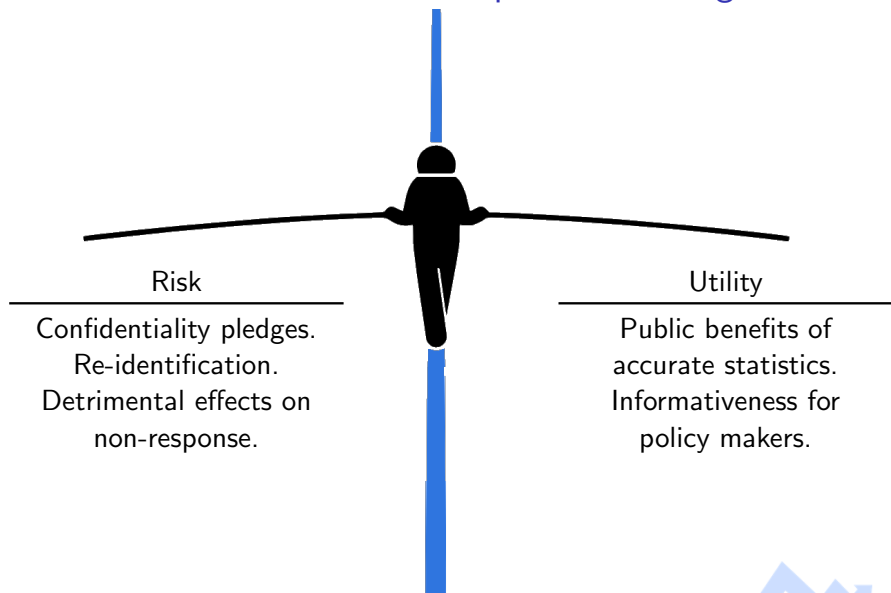 Risk
Confidentiality pledges.
Re-identification.
Detrimental effects on
non-response.
Utility
Public benefits of
accurate statistics.
Informativeness for
policy makers.